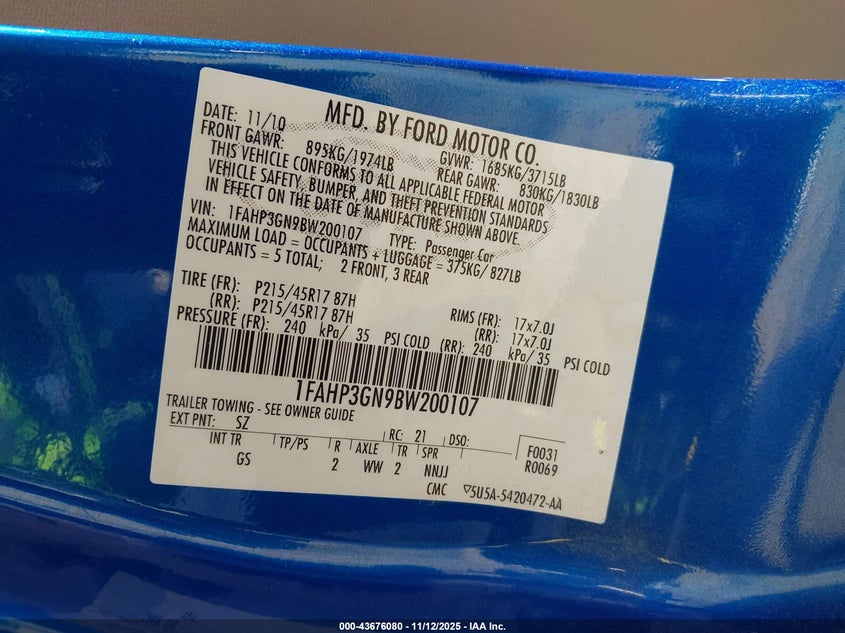 MFD. BY FORD MOTOR CO.
DATE: 11/10 GVWR: 1685KG/3715LB
FRONT GAWR: 895KG/1974LB REAR GAWR: 830KG/1830LB
THIS VEHICLE CONFORMS TO ALL APPLICABLE FEDERAL MOTOR
VEHICLE SAFETY, BUMPER, AND THEFT PREVENTION STANDARDS
IN EFFECT ON THE DATE OF MANUFACTURE SHOWN ABOVE.
VIN: 1FAHP3GN9BW200107 TYPE: Passenger Car
MAXIMUM LOAD = OCCUPANTS + LUGGAGE = 375KG/ 827LB
OCCUPANTS = 5 TOTAL; 2 FRONT, 3 REAR
TIRE (FR): P215/45R17 87H RIMS (FR): 17x7.0J
(RR): P215/45R17 87H (RR): 17x7.0J
PRESSURE (FR): 240 kPa/ 35 PSI COLD (RR): 240 kPa/ 35 PSI COLD
1FAHP3GN9BW200107
TRAILER TOWING - SEE OWNER GUIDE
EXT PNT: SZ RC: 21 DSO: F0031
INT TR TP/PS R AXLE TR SPR R0069
GS 2 WW 2 NNJJ
CMC 5U5A-5420472-AA
000-43676080 - 11/12/2025 - IAA Inc.